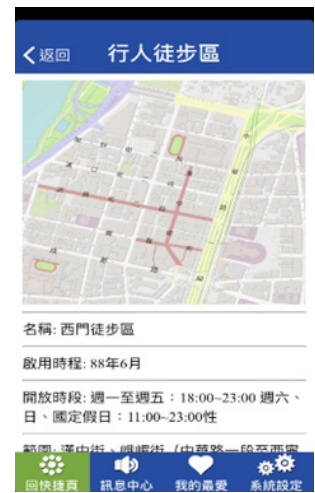 返回 行人徒步區
名稱: 西門徒步區
啟用時程: 88年6月
開放時段: 週一至週五：18:00~23:00 週六、
日、國定假日：11:00~23:00性
範圍: 漢中街、峨嵋街（中華路一段至西寧
回快捷頁 訊息中心 我的最愛 系統設定